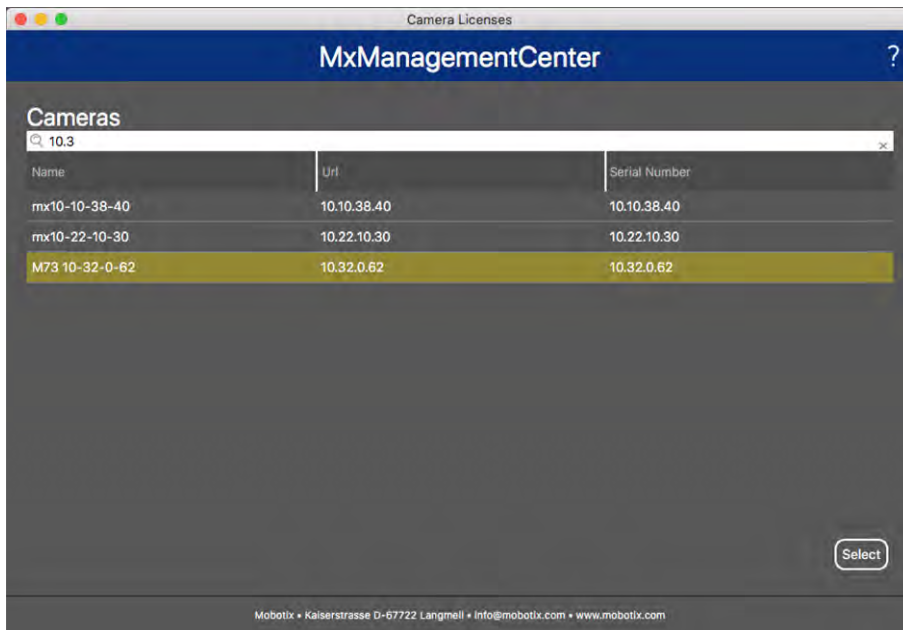 Camera Licenses
MxManagementCenter ?
Cameras
10.3
Name Url Serial Number
mx10-10-38-40 10.10.38.40 10.10.38.40
mx10-22-10-30 10.22.10.30 10.22.10.30
M73 10-32-0-62 10.32.0.62 10.32.0.62
Select
Mobotix • Kaiserstrasse D-67722 Langmeil • info@mobotix.com • www.mobotix.com